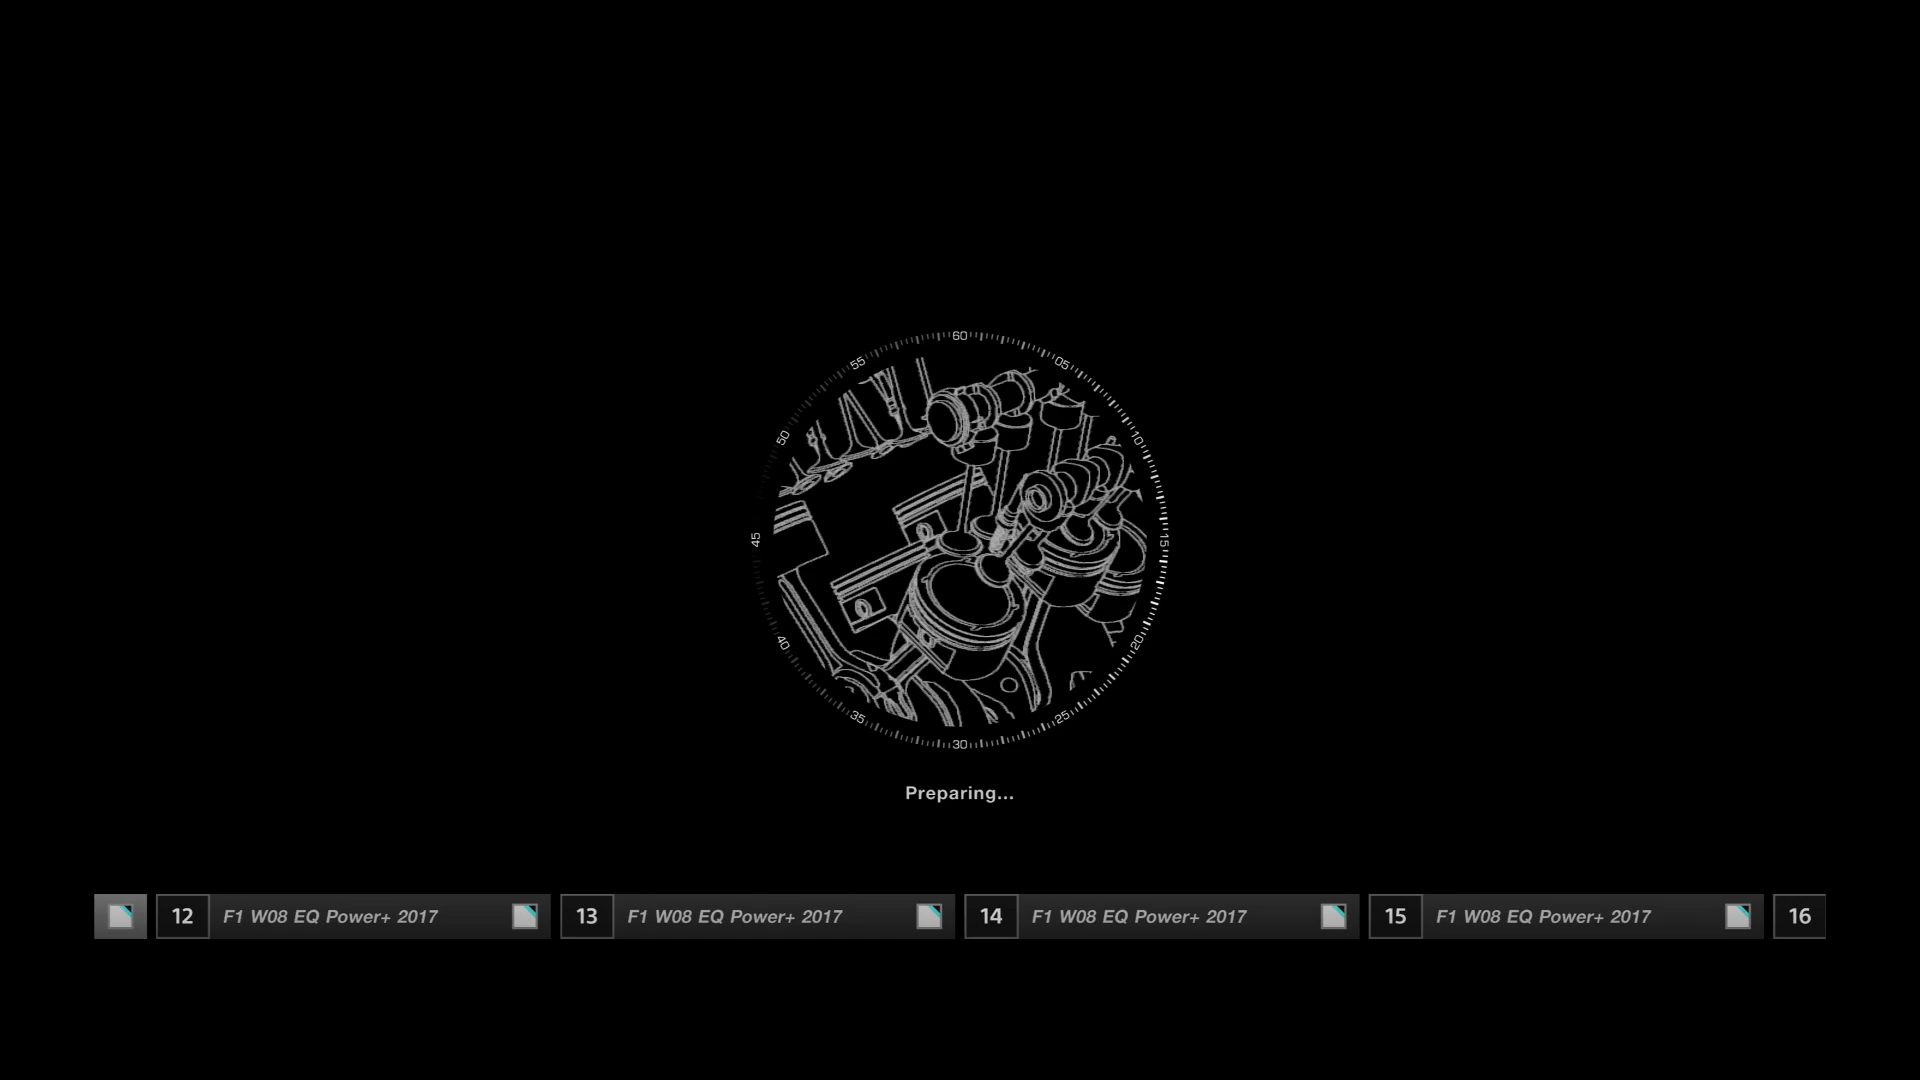 60
05
10
15
20
25
30
35
40
45
50
55
Preparing...
12 F1 W08 EQ Power+ 2017
13 F1 W08 EQ Power+ 2017
14 F1 W08 EQ Power+ 2017
15 F1 W08 EQ Power+ 2017
16